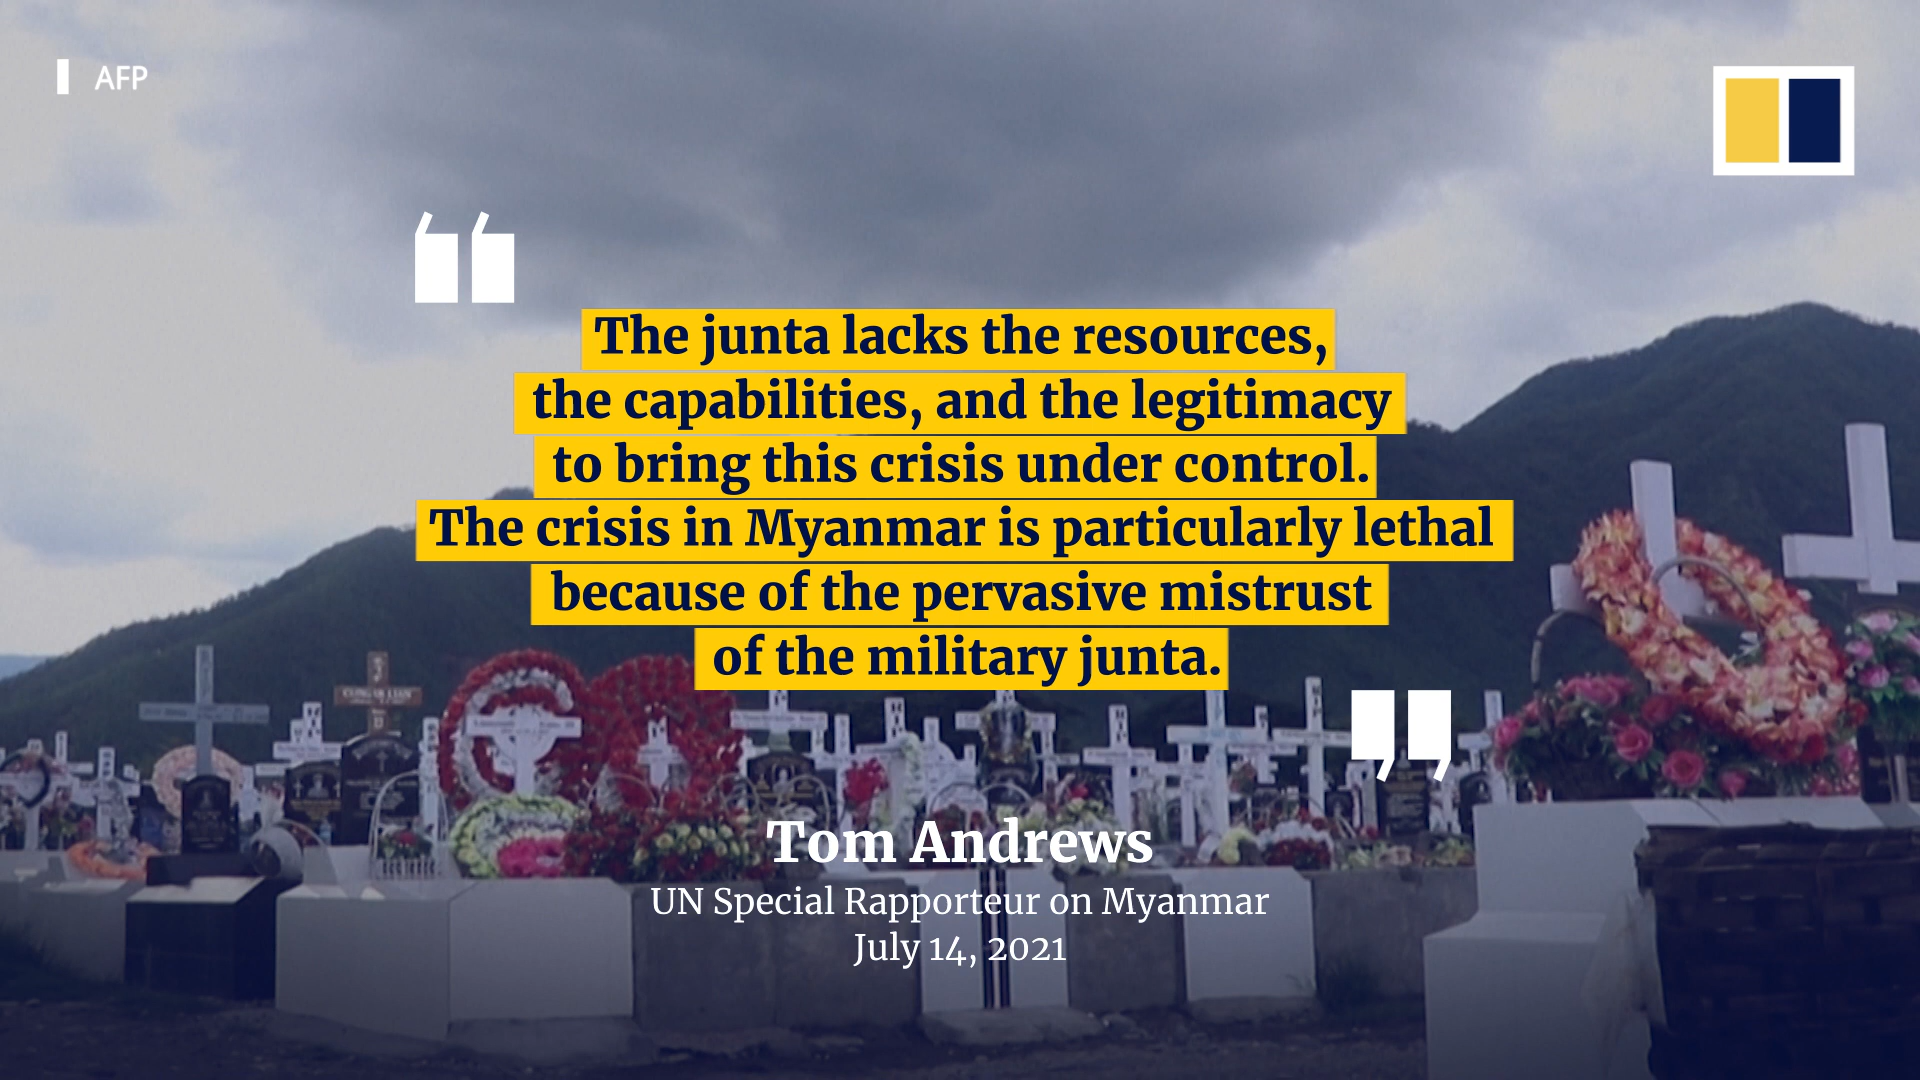 AFP
The junta lacks the resources,
the capabilities, and the legitimacy
to bring this crisis under control.
The crisis in Myanmar is particularly lethal
because of the pervasive mistrust
of the military junta.
Tom Andrews
UN Special Rapporteur on Myanmar
July 14, 2021